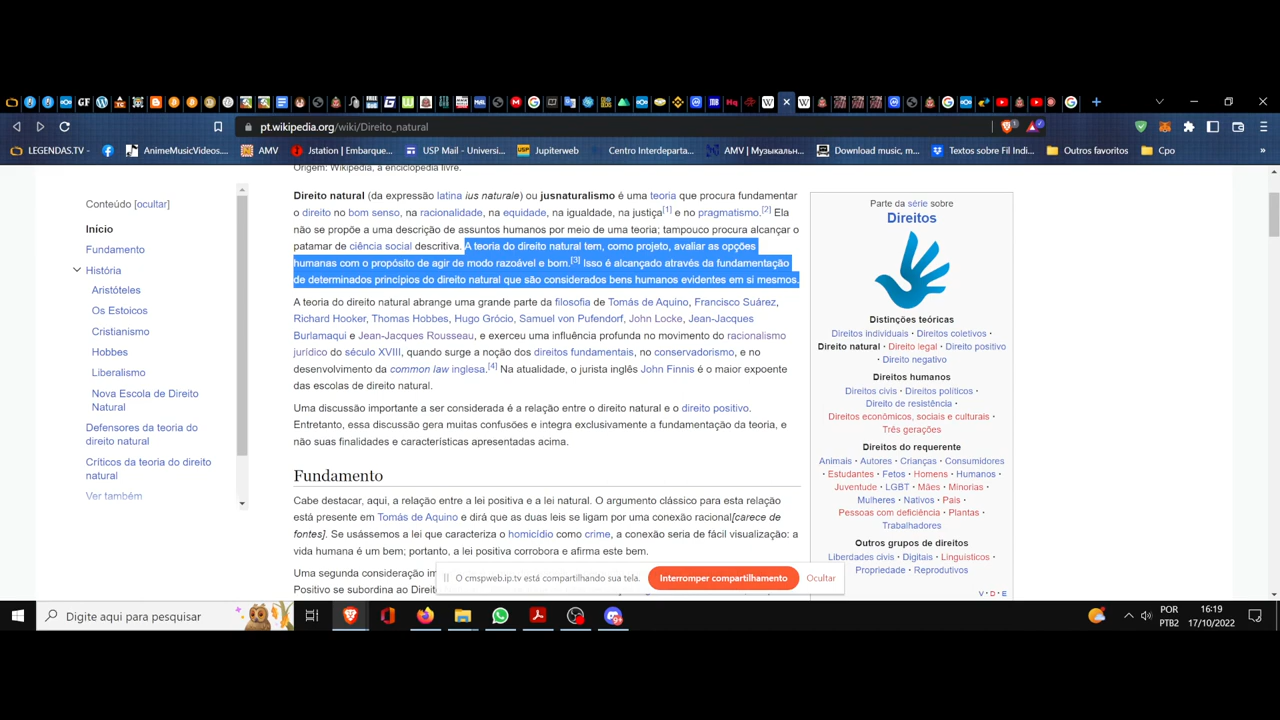 pt.wikipedia.org/wiki/Direito_natural
LEGENDAS.TV -
AnimeMusicVideos...
AMV
Jstation | Embarque...
USP Mail - Universi...
Jupiterweb
Centro Interdeparta...
AMV | Музыкальн...
Download music, m...
Textos sobre Fil Indi...
Outros favoritos
Cpo
Origem: Wikipédia, a enciclopédia livre.
Conteúdo [ocultar]
Início
Fundamento
História
Aristóteles
Os Estoicos
Cristianismo
Hobbes
Liberalismo
Nova Escola de Direito
Natural
Defensores da teoria do
direito natural
Críticos da teoria do direito
natural
Ver também
Direito natural (da expressão latina ius naturale) ou jusnaturalismo é uma teoria que procura fundamentar
o direito no bom senso, na racionalidade, na equidade, na igualdade, na justiça[1] e no pragmatismo.[2] Ela
não se propõe a uma descrição de assuntos humanos por meio de uma teoria; tampouco procura alcançar o
patamar de ciência social descritiva. A teoria do direito natural tem, como projeto, avaliar as opções
humanas com o propósito de agir de modo razoável e bom.[3] Isso é alcançado através da fundamentação
de determinados princípios do direito natural que são considerados bens humanos evidentes em si mesmos.
A teoria do direito natural abrange uma grande parte da filosofia de Tomás de Aquino, Francisco Suárez,
Richard Hooker, Thomas Hobbes, Hugo Grócio, Samuel von Pufendorf, John Locke, Jean-Jacques
Burlamaqui e Jean-Jacques Rousseau, e exerceu uma influência profunda no movimento do racionalismo
jurídico do século XVIII, quando surge a noção dos direitos fundamentais, no conservadorismo, e no
desenvolvimento da common law inglesa.[4] Na atualidade, o jurista inglês John Finnis é o maior expoente
das escolas de direito natural.
Uma discussão importante a ser considerada é a relação entre o direito natural e o direito positivo.
Entretanto, essa discussão gera muitas confusões e integra exclusivamente a fundamentação da teoria, e
não suas finalidades e características apresentadas acima.
Fundamento
Cabe destacar, aqui, a relação entre a lei positiva e a lei natural. O argumento clássico para esta relação
está presente em Tomás de Aquino e dirá que as duas leis se ligam por uma conexão racional[carece de
fontes]. Se usássemos a lei que caracteriza o homicídio como crime, a conexão seria de fácil visualização: a
vida humana é um bem; portanto, a lei positiva corrobora e afirma este bem.
Uma segunda consideração im
Positivo se subordina ao Direi
Parte da série sobre
Direitos
Distinções teóricas
Direitos individuais · Direitos coletivos ·
Direito natural · Direito legal · Direito positivo
· Direito negativo
Direitos humanos
Direitos civis · Direitos políticos ·
Direito de resistência ·
Direitos econômicos, sociais e culturais ·
Três gerações
Direitos do requerente
Animais · Autores · Crianças · Consumidores
· Estudantes · Fetos · Homens · Humanos ·
Juventude · LGBT · Mães · Minorias ·
Mulheres · Nativos · Pais ·
Pessoas com deficiência · Plantas ·
Trabalhadores
Outros grupos de direitos
Liberdades civis · Digitais · Linguísticos ·
Propriedade · Reprodutivos
V · D · E
O cmspweb.ip.tv está compartilhando sua tela.
Interromper compartilhamento
Ocultar
Digite aqui para pesquisar
POR
PTB2
16:19
17/10/2022